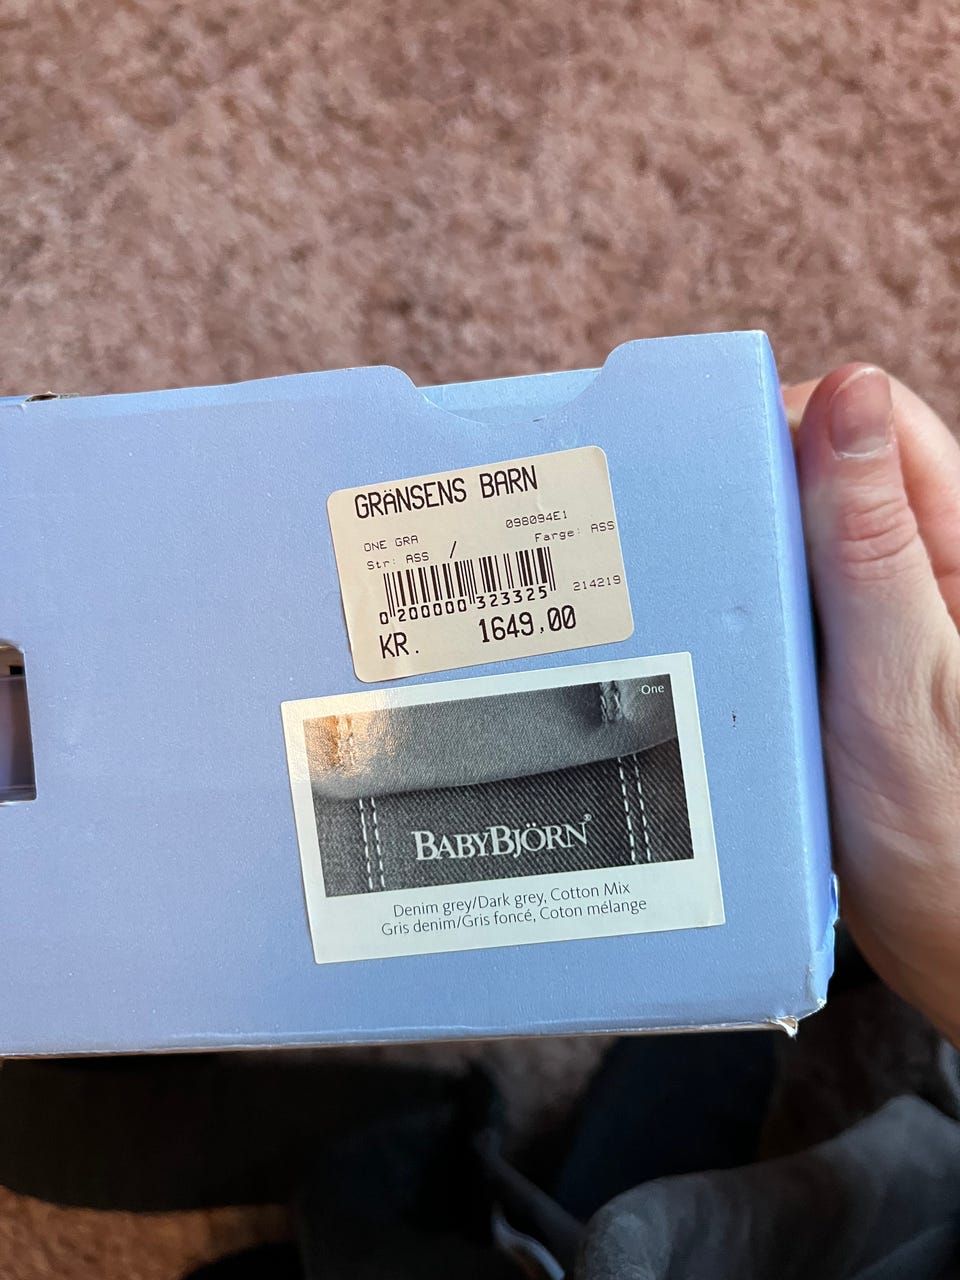 GRÄNSENS BARN
098094E1
ONE GRA
Str: ASS / Farge: ASS
214219
0 200000 323325
KR. 1649,00
One
BABYBJÖRN®
Denim grey/Dark grey, Cotton Mix
Gris denim/Gris foncé, Coton mélange